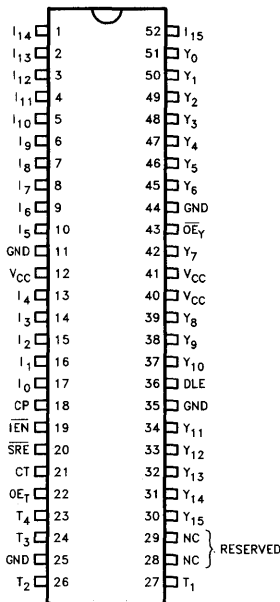 I14 1 52 I15
I13 2 51 Y0
I12 3 50 Y1
I11 4 49 Y2
I10 5 48 Y3
I9 6 47 Y4
I8 7 46 Y5
I7 8 45 Y6
I6 9 44 GND
I5 10 43 O̅E̅Y
GND 11 42 Y7
VCC 12 41 VCC
I4 13 40 VCC
I3 14 39 Y8
I2 15 38 Y9
I1 16 37 Y10
I0 17 36 DLE
CP 18 35 GND
I̅E̅N̅ 19 34 Y11
S̅R̅E̅ 20 33 Y12
CT 21 32 Y13
OET 22 31 Y14
T4 23 30 Y15
T3 24 29 NC
GND 25 28 NC RESERVED
T2 26 27 T1